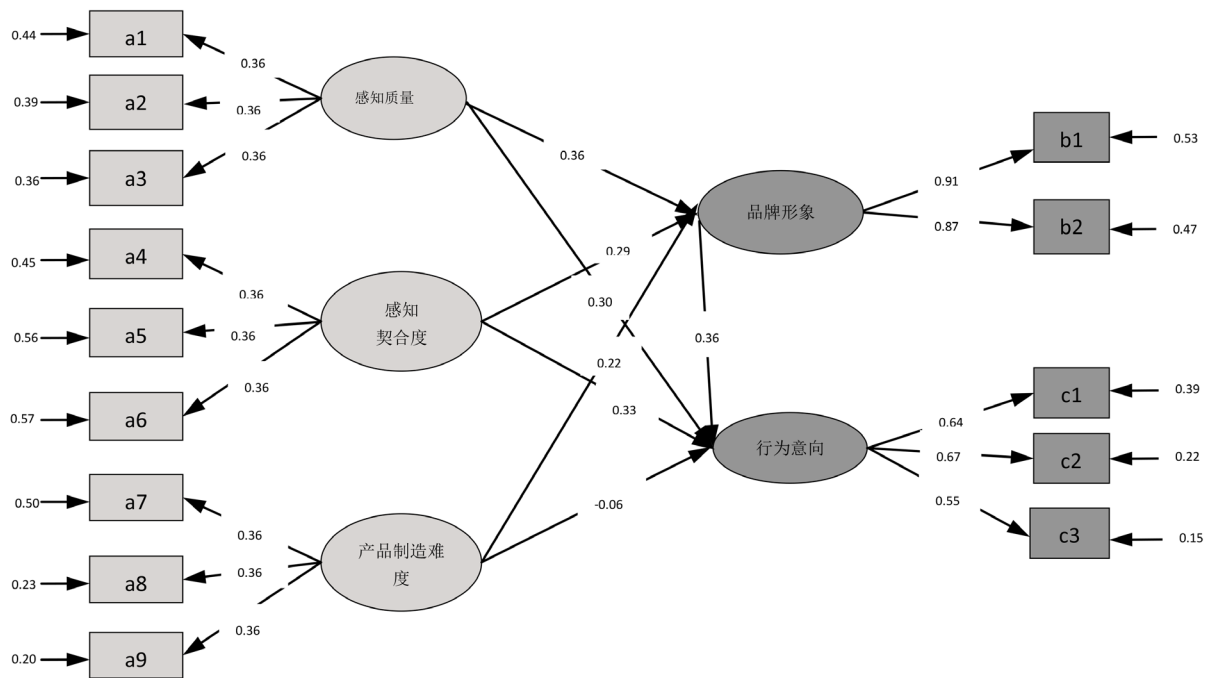 0.44
a1
0.36
0.39
a2
0.36
0.36
a3
0.36
感知质量
0.45
a4
0.36
0.56
a5
0.36
0.57
a6
0.36
感知
契合度
0.50
a7
0.36
0.23
a8
0.36
0.20
a9
0.36
产品制造难
度
0.36
0.29
0.30
0.22
0.33
-0.06
0.36
品牌形象
行为意向
0.91
b1
0.53
0.87
b2
0.47
0.64
c1
0.39
0.67
c2
0.22
0.55
c3
0.15